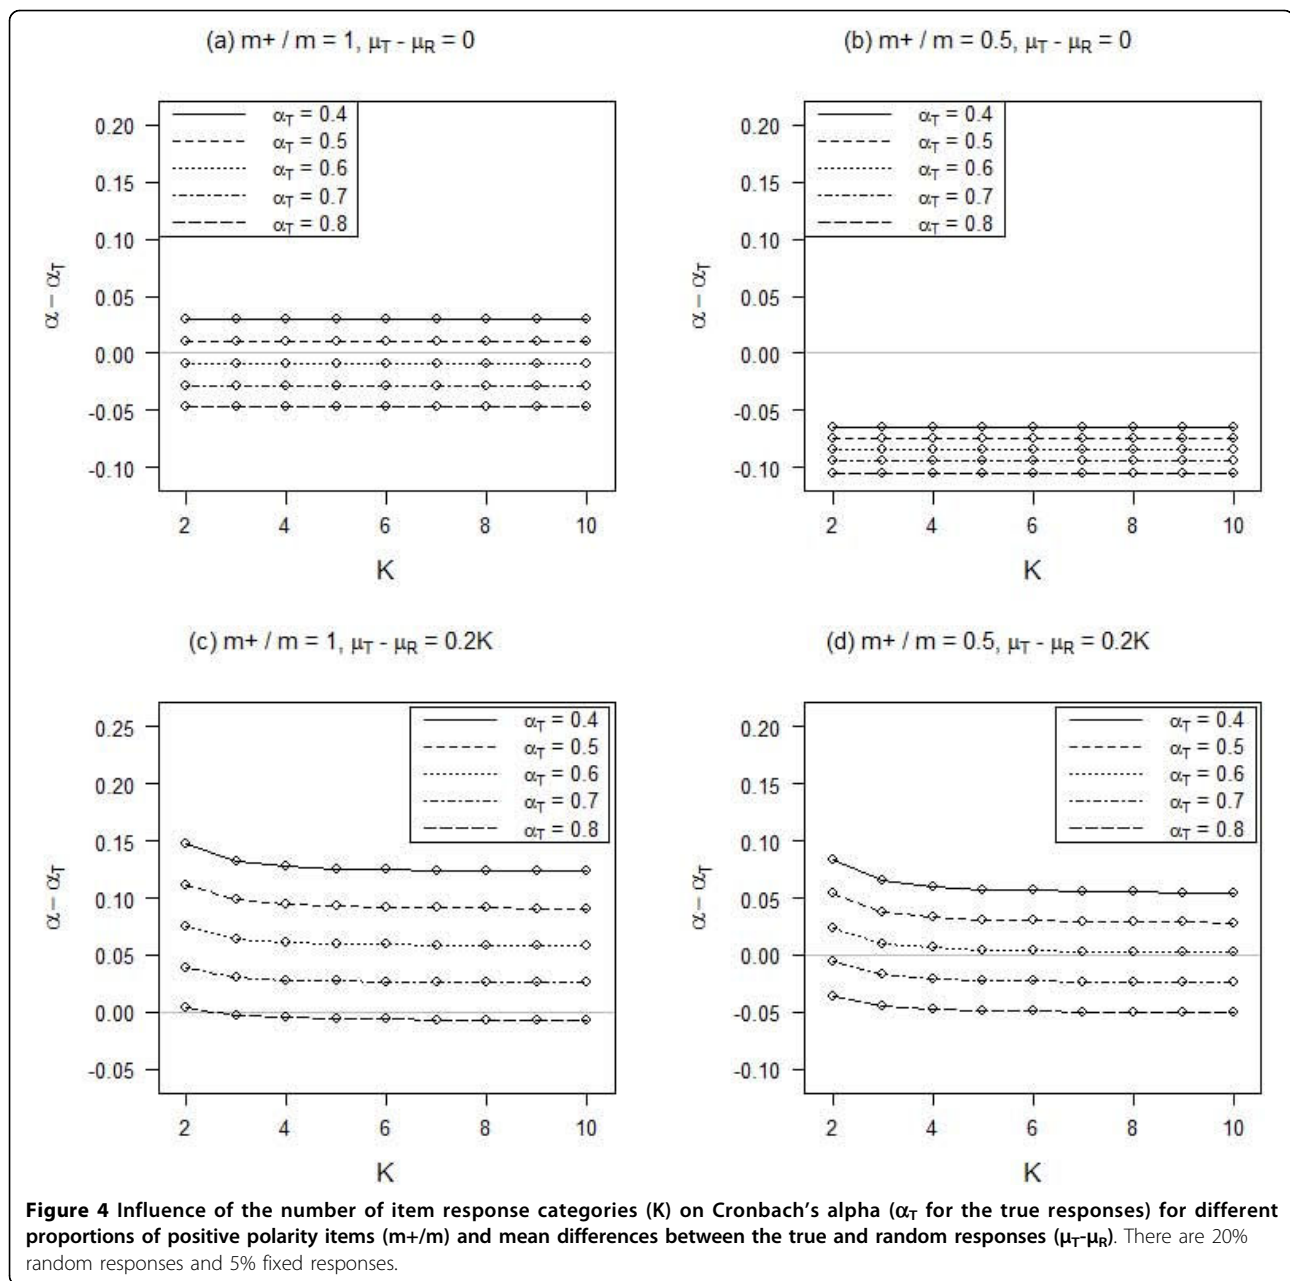 (a) m+ / m = 1, μT - μR = 0
αT = 0.4
αT = 0.5
αT = 0.6
αT = 0.7
αT = 0.8
0.20
0.15
0.10
0.05
0.00
-0.05
-0.10
α – αT
2 4 6 8 10
K
(b) m+ / m = 0.5, μT - μR = 0
αT = 0.4
αT = 0.5
αT = 0.6
αT = 0.7
αT = 0.8
0.20
0.15
0.10
0.05
0.00
-0.05
-0.10
α – αT
2 4 6 8 10
K
(c) m+ / m = 1, μT - μR = 0.2K
αT = 0.4
αT = 0.5
αT = 0.6
αT = 0.7
αT = 0.8
0.25
0.20
0.15
0.10
0.05
0.00
-0.05
α – αT
2 4 6 8 10
K
(d) m+ / m = 0.5, μT - μR = 0.2K
αT = 0.4
αT = 0.5
αT = 0.6
αT = 0.7
αT = 0.8
0.20
0.15
0.10
0.05
0.00
-0.05
-0.10
α – αT
2 4 6 8 10
K
Figure 4 Influence of the number of item response categories (K) on Cronbach's alpha (αT for the true responses) for different
proportions of positive polarity items (m+/m) and mean differences between the true and random responses (μT-μR). There are 20%
random responses and 5% fixed responses.